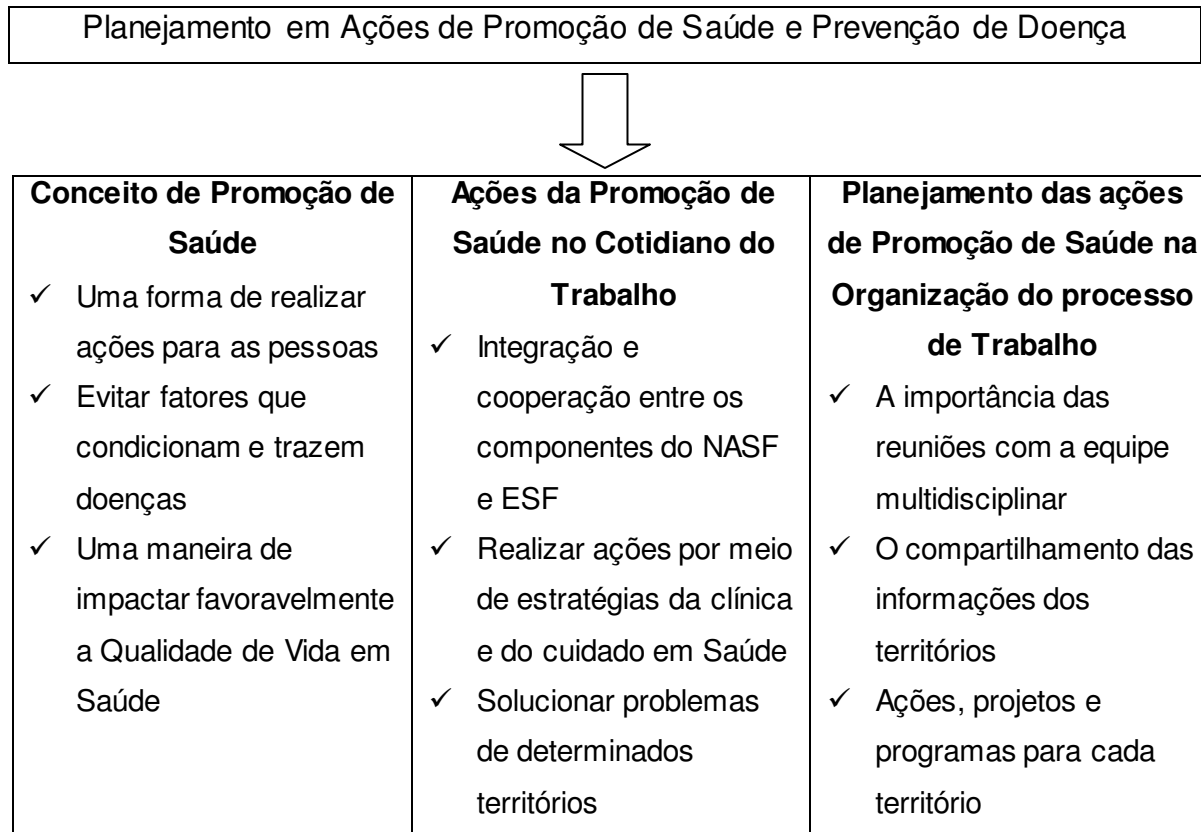 Planejamento em Ações de Promoção de Saúde e Prevenção de Doença
Conceito de Promoção de
Saúde
✓ Uma forma de realizar
ações para as pessoas
✓ Evitar fatores que
condicionam e trazem
doenças
✓ Uma maneira de
impactar favoravelmente
a Qualidade de Vida em
Saúde
Ações da Promoção de
Saúde no Cotidiano do
Trabalho
✓ Integração e
cooperação entre os
componentes do NASF
e ESF
✓ Realizar ações por meio
de estratégias da clínica
e do cuidado em Saúde
✓ Solucionar problemas
de determinados
territórios
Planejamento das ações
de Promoção de Saúde na
Organização do processo
de Trabalho
✓ A importância das
reuniões com a equipe
multidisciplinar
✓ O compartilhamento das
informações dos
territórios
✓ Ações, projetos e
programas para cada
território